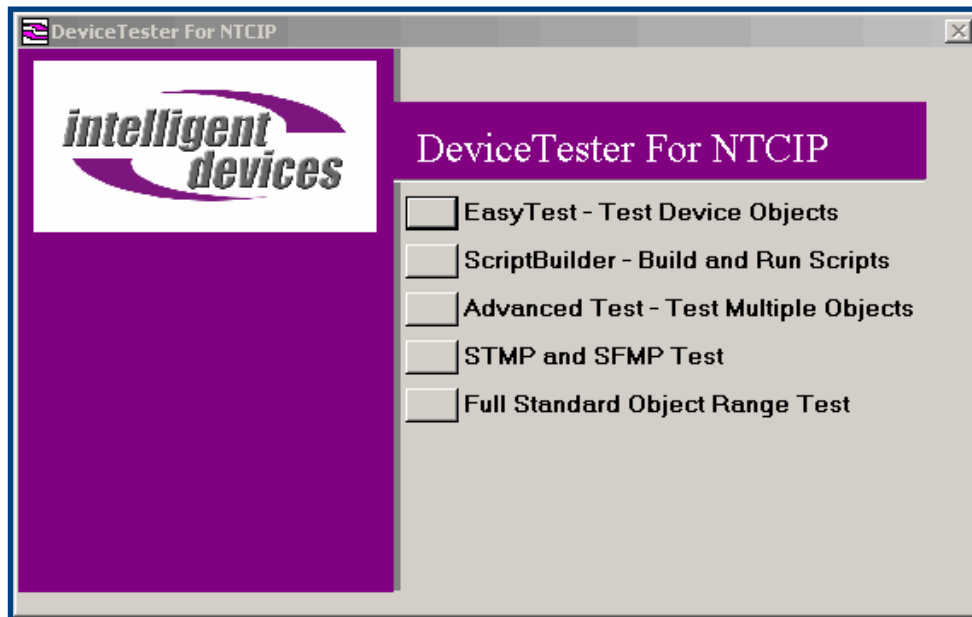 DeviceTester For NTCIP
intelligent
devices
DeviceTester For NTCIP
EasyTest - Test Device Objects
ScriptBuilder - Build and Run Scripts
Advanced Test - Test Multiple Objects
STMP and SFMP Test
Full Standard Object Range Test